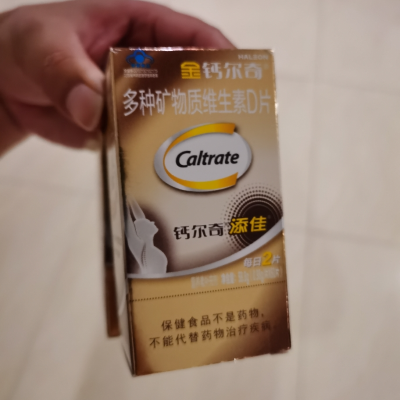 HALEON
金钙尔奇
多种矿物质维生素D片
Caltrate
钙尔奇 添佳
每日2片
保健食品不是药物,
不能代替药物治疗疾病。